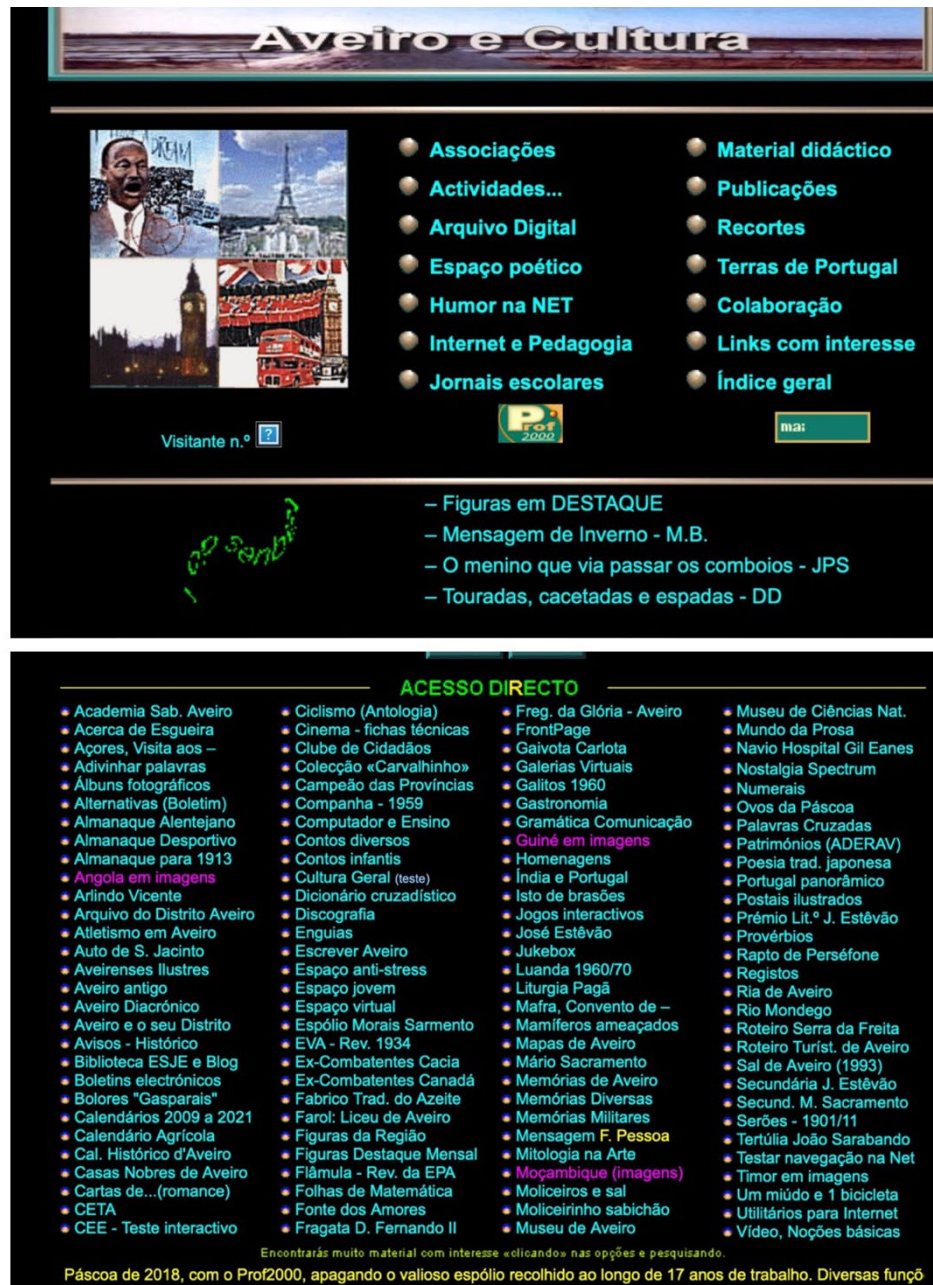 Aveiro e Cultura
Associações
Actividades...
Arquivo Digital
Espaço poético
Humor na NET
Internet e Pedagogia
Jornais escolares
Material didáctico
Publicações
Recortes
Terras de Portugal
Colaboração
Links com interesse
Índice geral
Prof
2000
ma:
Visitante n.º ?
– Figuras em DESTAQUE
– Mensagem de Inverno - M.B.
– O menino que via passar os comboios - JPS
– Touradas, cacetadas e espadas - DD
ACESSO DIRECTO
Academia Sab. Aveiro
Acerca de Esgueira
Açores, Visita aos –
Adivinhar palavras
Álbuns fotográficos
Alternativas (Boletim)
Almanaque Alentejano
Almanaque Desportivo
Almanaque para 1913
Angola em imagens
Arlindo Vicente
Arquivo do Distrito Aveiro
Atletismo em Aveiro
Auto de S. Jacinto
Aveirenses Ilustres
Aveiro antigo
Aveiro Diacrónico
Aveiro e o seu Distrito
Avisos - Histórico
Biblioteca ESJE e Blog
Boletins electrónicos
Bolores "Gasparais"
Calendários 2009 a 2021
Calendário Agrícola
Cal. Histórico d'Aveiro
Casas Nobres de Aveiro
Cartas de...(romance)
CETA
CEE - Teste interactivo
Ciclismo (Antologia)
Cinema - fichas técnicas
Clube de Cidadãos
Colecção «Carvalhinho»
Campeão das Províncias
Companha - 1959
Computador e Ensino
Contos diversos
Contos infantis
Cultura Geral (teste)
Dicionário cruzadístico
Discografia
Enguias
Escrever Aveiro
Espaço anti-stress
Espaço jovem
Espaço virtual
Espólio Morais Sarmento
EVA - Rev. 1934
Ex-Combatentes Cacia
Ex-Combatentes Canadá
Fabrico Trad. do Azeite
Farol: Liceu de Aveiro
Figuras da Região
Figuras Destaque Mensal
Flâmula - Rev. da EPA
Folhas de Matemática
Fonte dos Amores
Fragata D. Fernando II
Freg. da Glória - Aveiro
FrontPage
Gaivota Carlota
Galerias Virtuais
Galitos 1960
Gastronomia
Gramática Comunicação
Guiné em imagens
Homenagens
Índia e Portugal
Isto de brasões
Jogos interactivos
José Estêvão
Jukebox
Luanda 1960/70
Liturgia Pagã
Mafra, Convento de –
Mamíferos ameaçados
Mapas de Aveiro
Mário Sacramento
Memórias de Aveiro
Memórias Diversas
Memórias Militares
Mensagem F. Pessoa
Mitologia na Arte
Moçambique (imagens)
Moliceiros e sal
Moliceirinho sabichão
Museu de Aveiro
Museu de Ciências Nat.
Mundo da Prosa
Navio Hospital Gil Eanes
Nostalgia Spectrum
Numerais
Ovos da Páscoa
Palavras Cruzadas
Patrimónios (ADERAV)
Poesia trad. japonesa
Portugal panorâmico
Postais ilustrados
Prémio Lit.º J. Estêvão
Provérbios
Rapto de Perséfone
Registos
Ria de Aveiro
Rio Mondego
Roteiro Serra da Freita
Roteiro Turíst. de Aveiro
Sal de Aveiro (1993)
Secundária J. Estêvão
Secund. M. Sacramento
Serões - 1901/11
Tertúlia João Sarabando
Testar navegação na Net
Timor em imagens
Um miúdo e 1 bicicleta
Utilitários para Internet
Vídeo, Noções básicas
Encontrarás muito material com interesse «clicando» nas opções e pesquisando.
Páscoa de 2018, com o Prof2000, apagando o valioso espólio recolhido ao longo de 17 anos de trabalho. Diversas funçõ